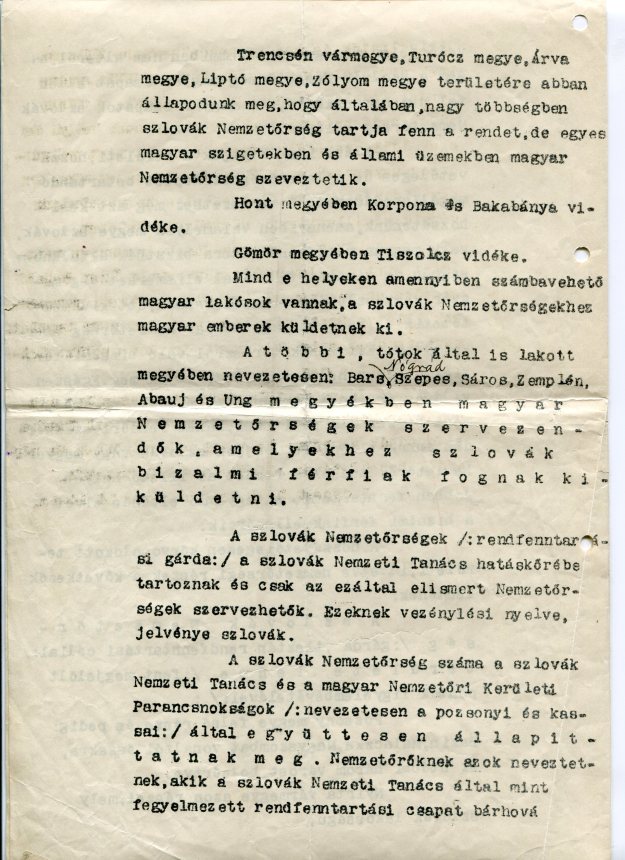 Trencsén vármegye,Turócz megye,Árva
megye,Liptó megye,Zólyom megye területére abban
állapodunk meg,hogy általában,nagy többségben
szlovák Nemzetőrség tartja fenn a rendet,de egyes
magyar szigetekben és állami üzemekben magyar
Nemzetőrség szeveztetik.
Hont megyében Korpona és Bakabánya vi-
déke.
Gömör megyében Tiszolcz vidéke.
Mind e helyeken amennyiben számbavehető
magyar lakósok vannak,a szlovák Nemzetőrségekhez
magyar emberek küldetnek ki.
A többi, tótok által is lakott
Nógrad
megyében nevezetesen: Bars,Szepes,Sáros,Zemplén,
Abauj és Ung megyékben magyar
Nemzetőrségek szervezen-
dők,amelyekhez szlovák
bizalmi férfiak fognak ki-
küldetni.
A szlovák Nemzetőrségek /:rendfenntartá-
si gárda:/ a szlovák Nemzeti Tanács hatáskörébe
tartoznak és csak az ezáltal elismert Nemzetőr-
ségek szervezhetők. Ezeknek vezénylési nyelve,
jelvénye szlovák.
A szlovák Nemzetőrség száma a szlovák
Nemzeti Tanács és a magyar Nemzetőri Kerületi
Parancsnokságok /:nevezetesen a pozsonyi és kas-
sai:/ által együttesen állapit-
tatnak meg. Nemzetőröknek azok neveztet-
nek,akik a szlovák Nemzeti Tanács által mint
fegyelmezett rendfenntartási csapat bárhová